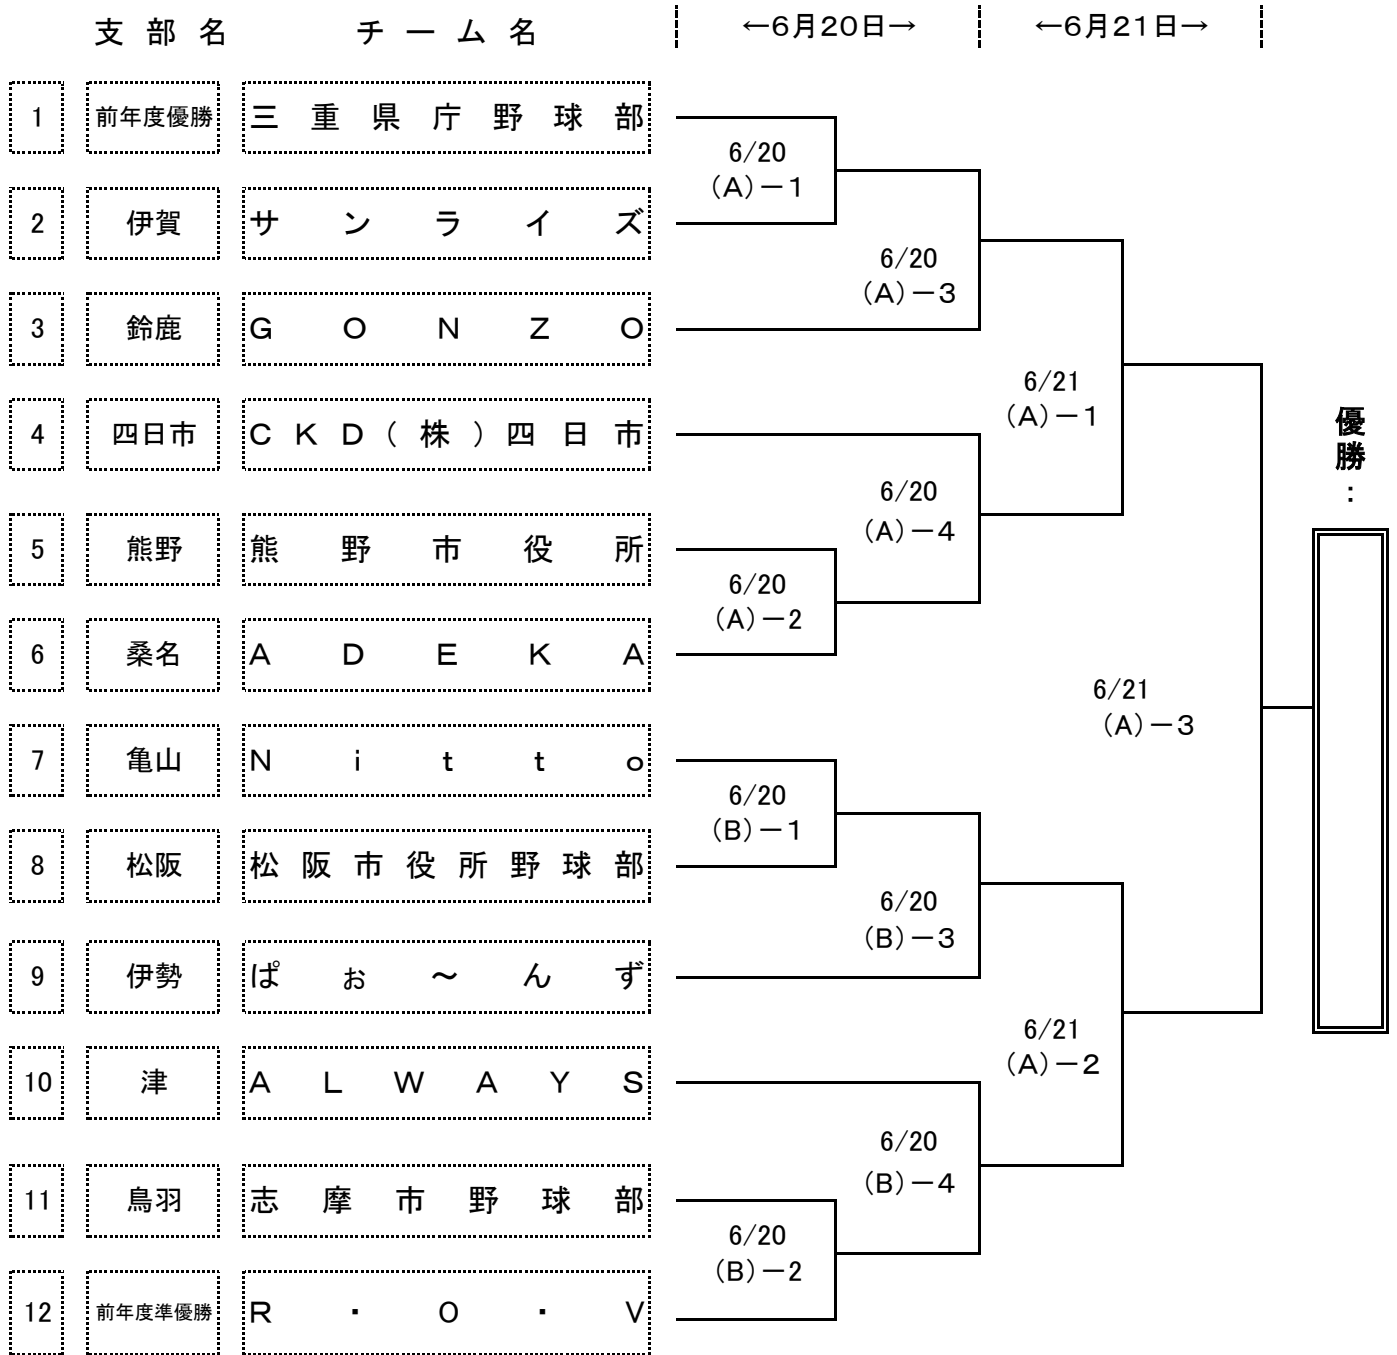 支部名 チーム名 ←6月20日→ ←6月21日→
1 前年度優勝 三重県庁野球部
6/20
(A)－1
2 伊賀 サンライズ
6/20
(A)－3
3 鈴鹿 GONZO
6/21
(A)－1
4 四日市 CKD(株)四日市
6/20
(A)－4
5 熊野 熊野市役所
6/20
(A)－2
6 桑名 ADEKA
6/21
(A)－3
優勝：
7 亀山 Nitto
6/20
(B)－1
8 松阪 松阪市役所野球部
6/20
(B)－3
9 伊勢 ぱぉ～んず
6/21
(A)－2
10 津 ALWAYS
6/20
(B)－4
11 鳥羽 志摩市野球部
6/20
(B)－2
12 前年度準優勝 R・O・V